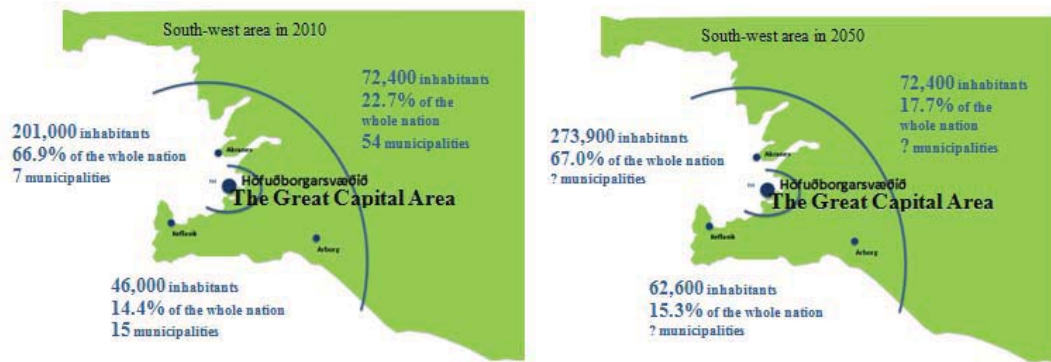 South-west area in 2010
72,400 inhabitants
22.7% of the
whole nation
54 municipalities
201,000 inhabitants
66.9% of the whole nation
7 municipalities
Akranes
Höfuðborgarsvæðið
The Great Capital Area
Keflavik
Arborg
46,000 inhabitants
14.4% of the whole nation
15 municipalities
South-west area in 2050
72,400 inhabitants
17.7% of the
whole nation
? municipalities
273,900 inhabitants
67.0% of the whole nation
? municipalities
Akranes
Höfuðborgarsvæðið
The Great Capital Area
Keflavik
Arborg
62,600 inhabitants
15.3% of the whole nation
? municipalities